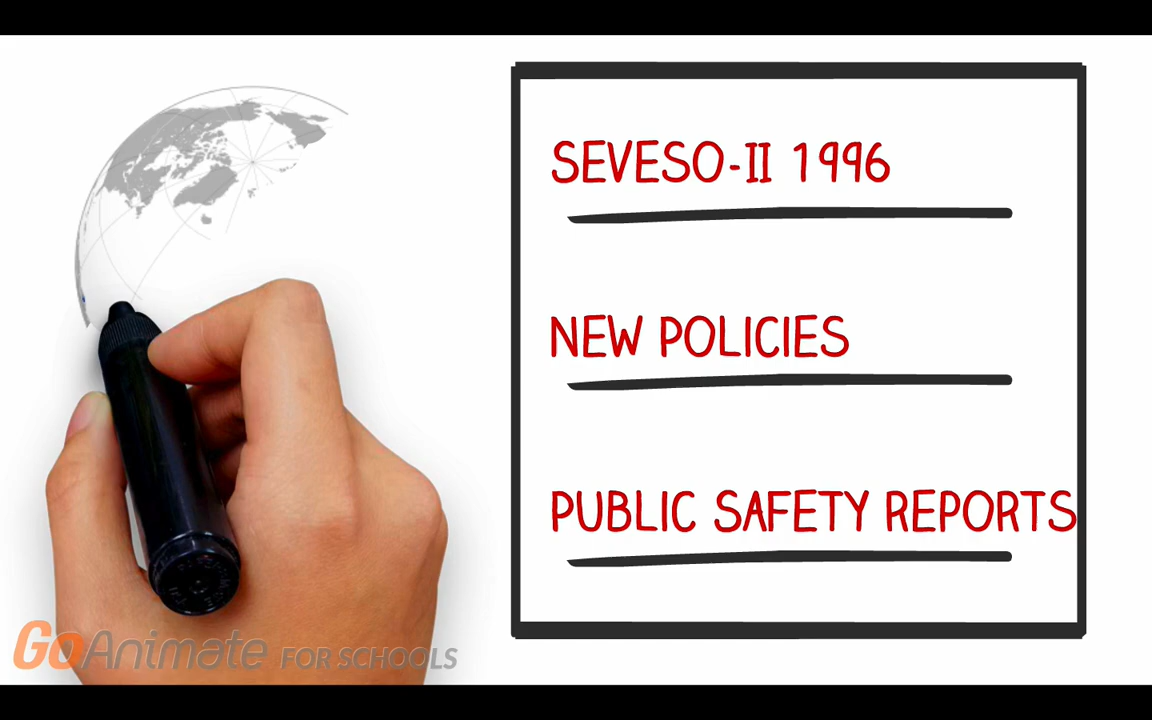 SEVESO-II 1996
NEW POLICIES
PUBLIC SAFETY REPORTS
GoAnimate FOR SCHOOLS